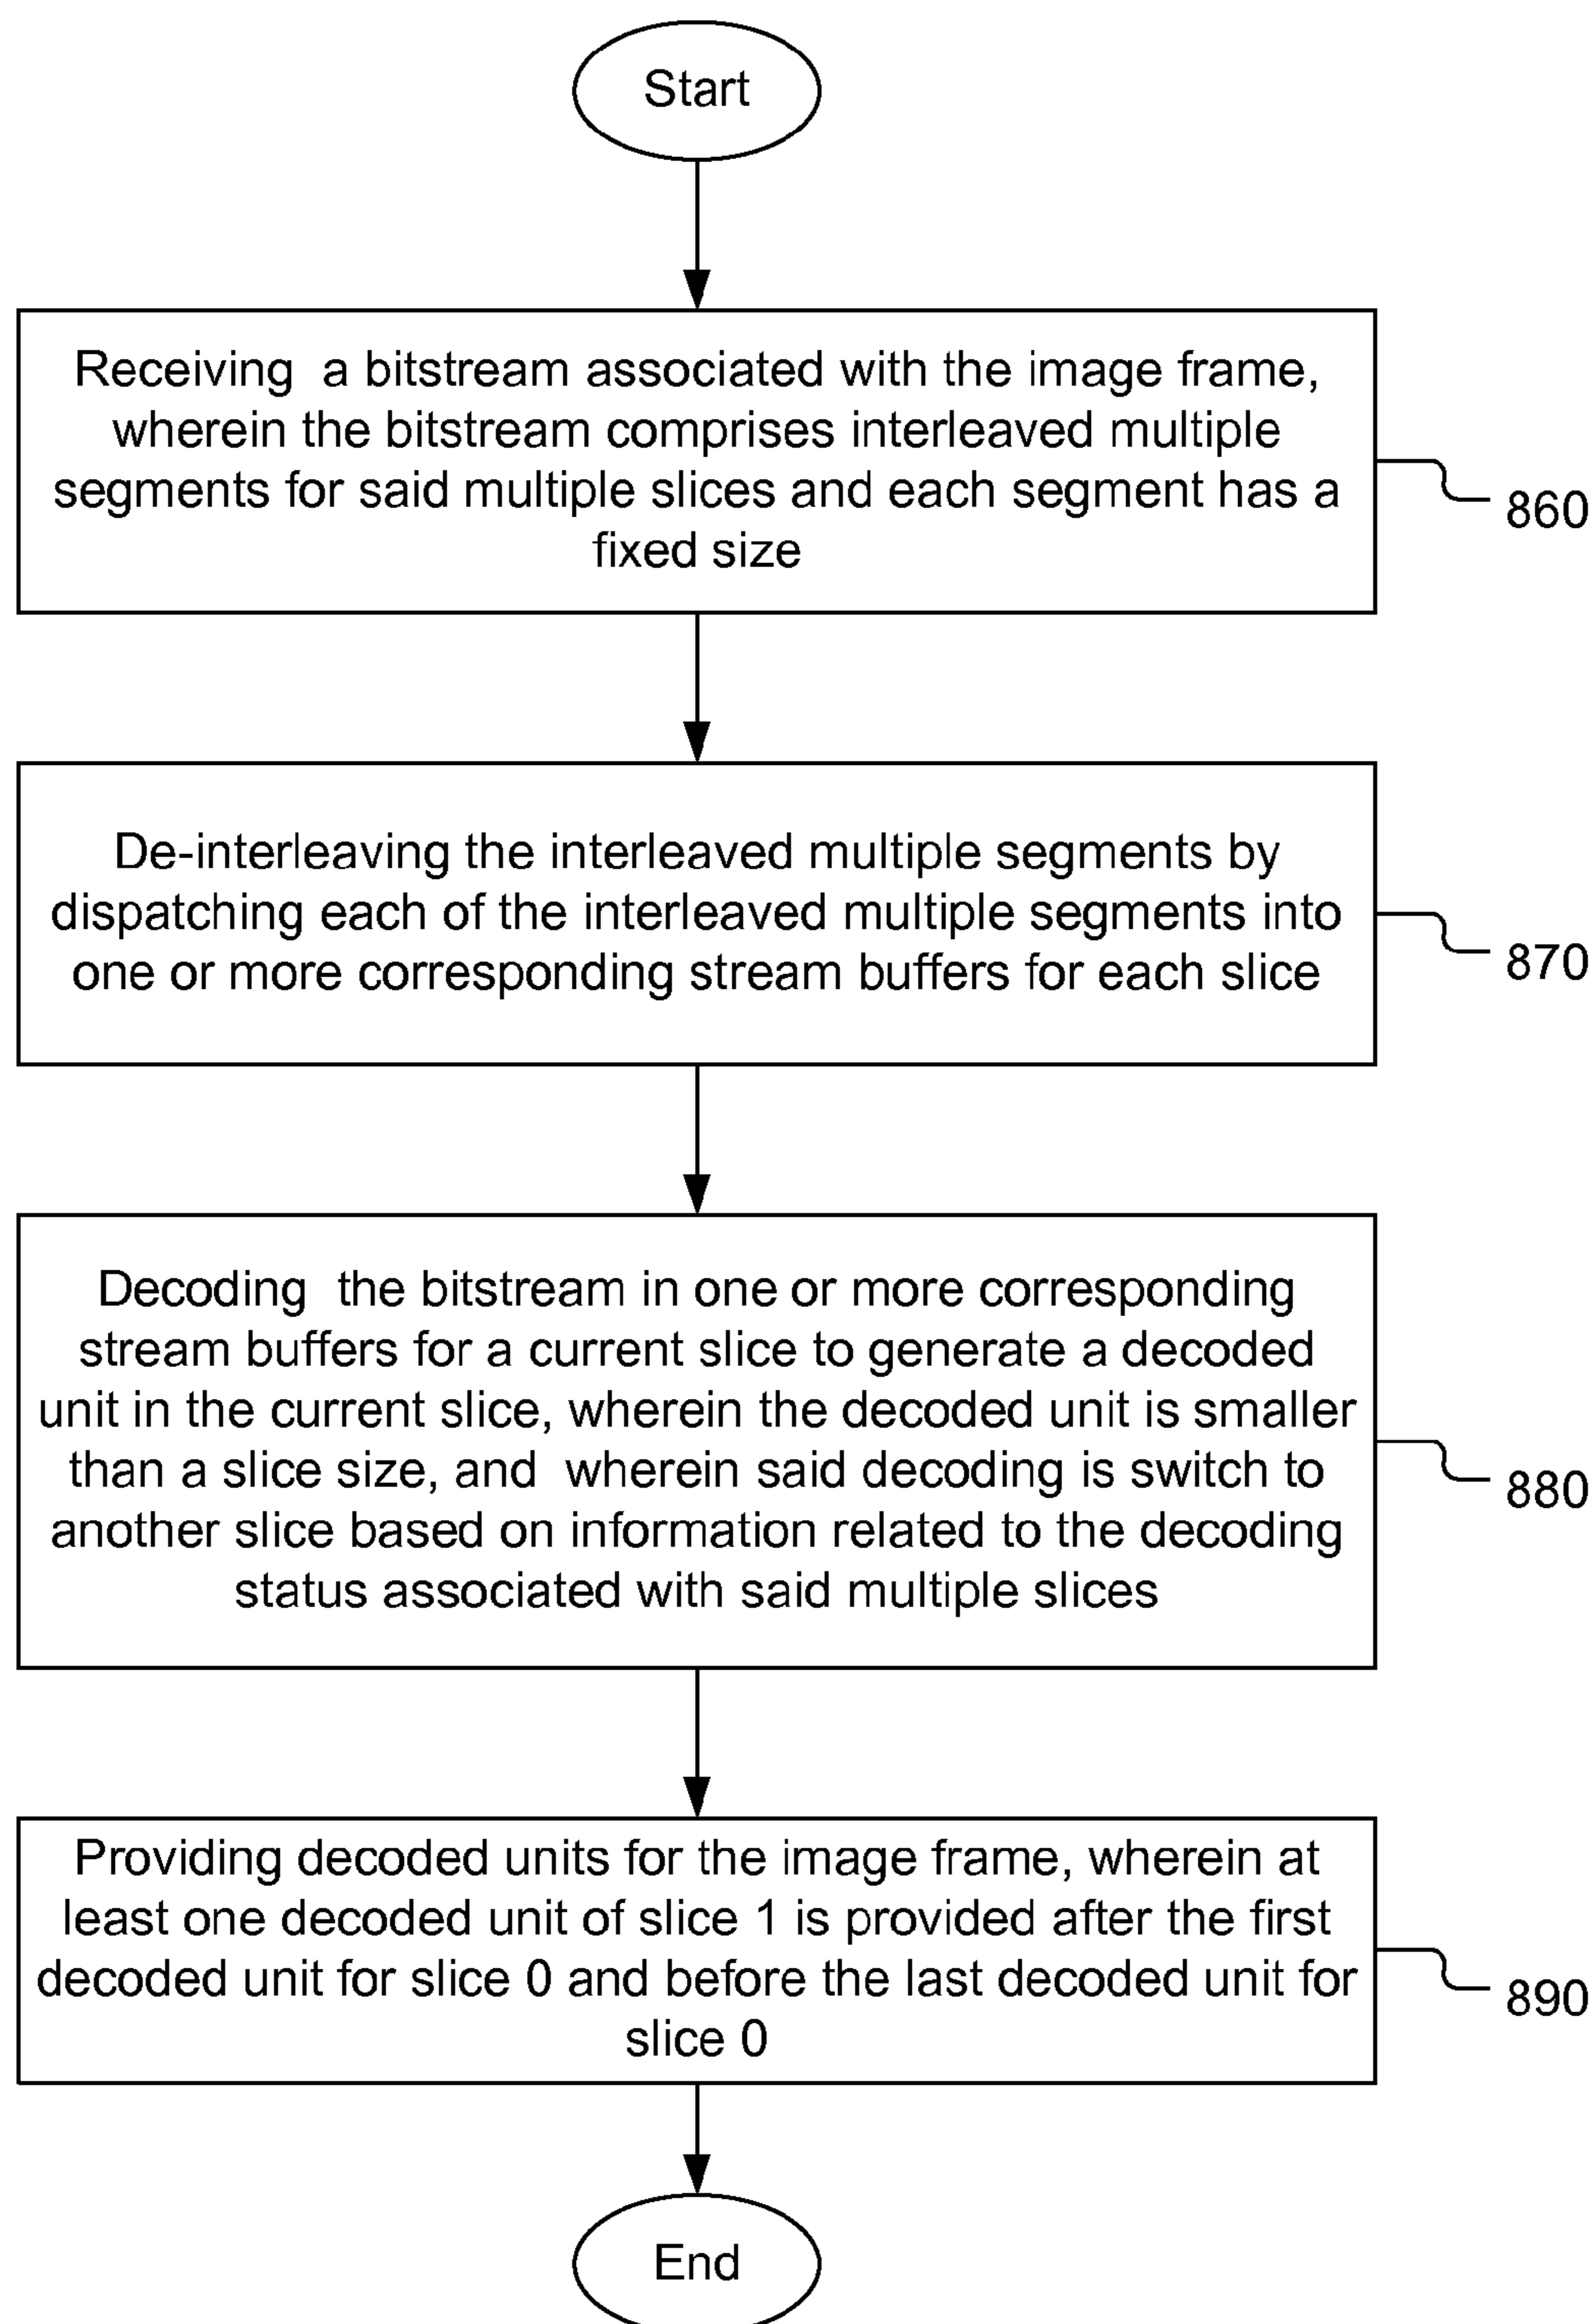 Start
Receiving a bitstream associated with the image frame,
wherein the bitstream comprises interleaved multiple
segments for said multiple slices and each segment has a
fixed size
860
De-interleaving the interleaved multiple segments by
dispatching each of the interleaved multiple segments into
one or more corresponding stream buffers for each slice
870
Decoding the bitstream in one or more corresponding
stream buffers for a current slice to generate a decoded
unit in the current slice, wherein the decoded unit is smaller
than a slice size, and wherein said decoding is switch to
another slice based on information related to the decoding
status associated with said multiple slices
880
Providing decoded units for the image frame, wherein at
least one decoded unit of slice 1 is provided after the first
decoded unit for slice 0 and before the last decoded unit for
slice 0
890
End